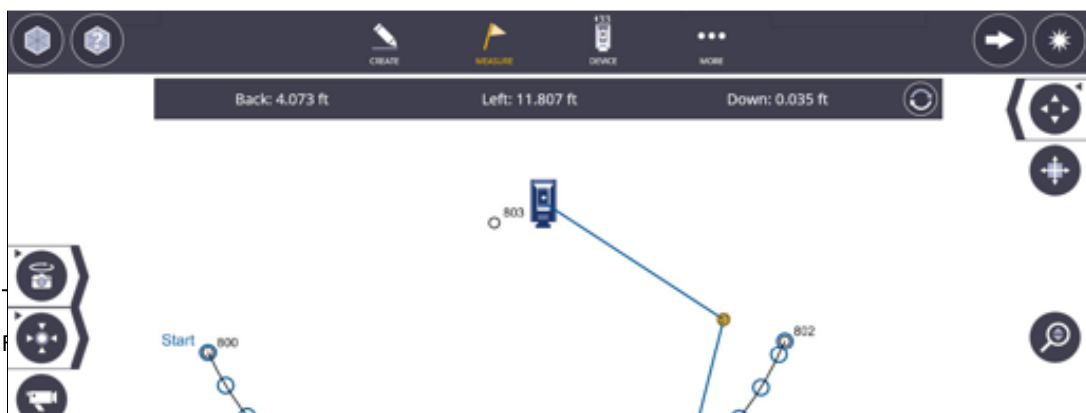 133
CREATE
MEASURE
DEVICE
MORE
Back: 4.073 ft
Left: 11.807 ft
Down: 0.035 ft
803
Start
800
802